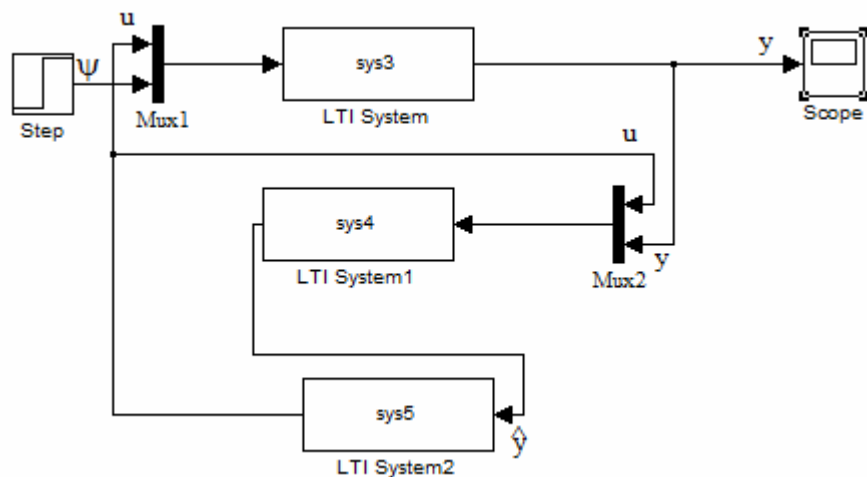 u
ψ
Step
Mux1
sys3
LTI System
y
Scope
u
sys4
LTI System1
y
Mux2
sys5
ŷ
LTI System2